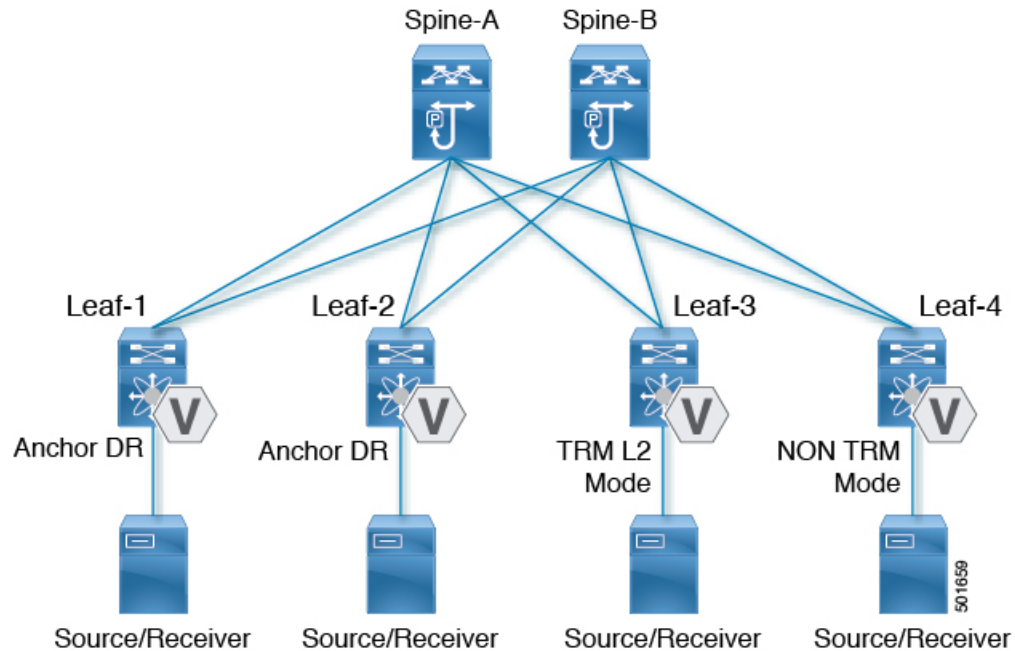 Spine-A
Spine-B
P
P
Leaf-1
Leaf-2
Leaf-3
Leaf-4
V
V
V
V
Anchor DR
Anchor DR
TRM L2
Mode
NON TRM
Mode
501659
Source/Receiver
Source/Receiver
Source/Receiver
Source/Receiver